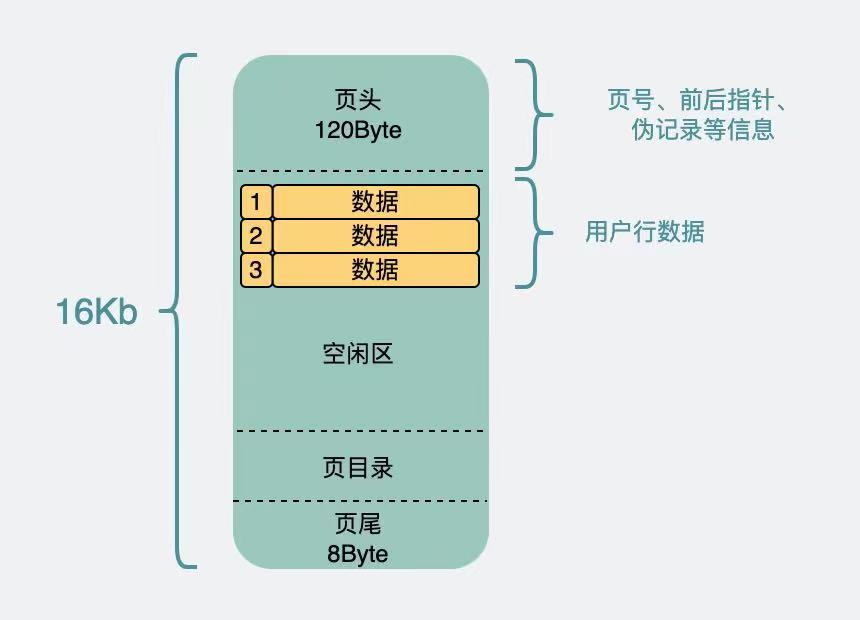 页头
120Byte
页号、前后指针、
伪记录等信息
1 数据
2 数据
3 数据
用户行数据
16Kb
空闲区
页目录
页尾
8Byte